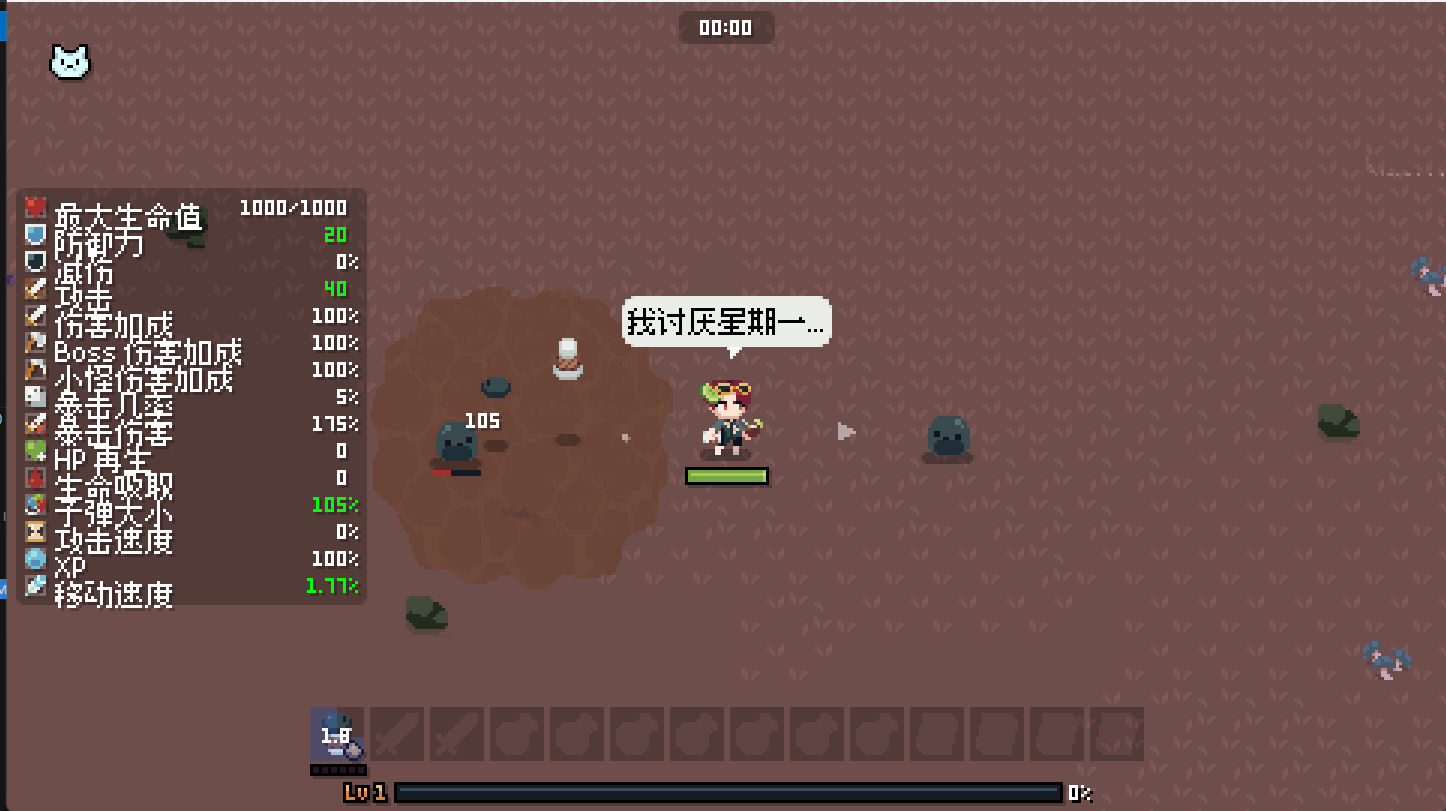 00:00
最大生命值 1000/1000
防御力 20
减伤 0%
攻击 40
伤害加成 100%
Boss 伤害加成 100%
小怪伤害加成 100%
暴击几率 5%
暴击伤害 175%
HP 再生 0
生命吸取 0
子弹大小 105%
攻击速度 0%
XP 100%
移动速度 1.77%
我讨厌星期一...
105
1.8
Lv 1 0%